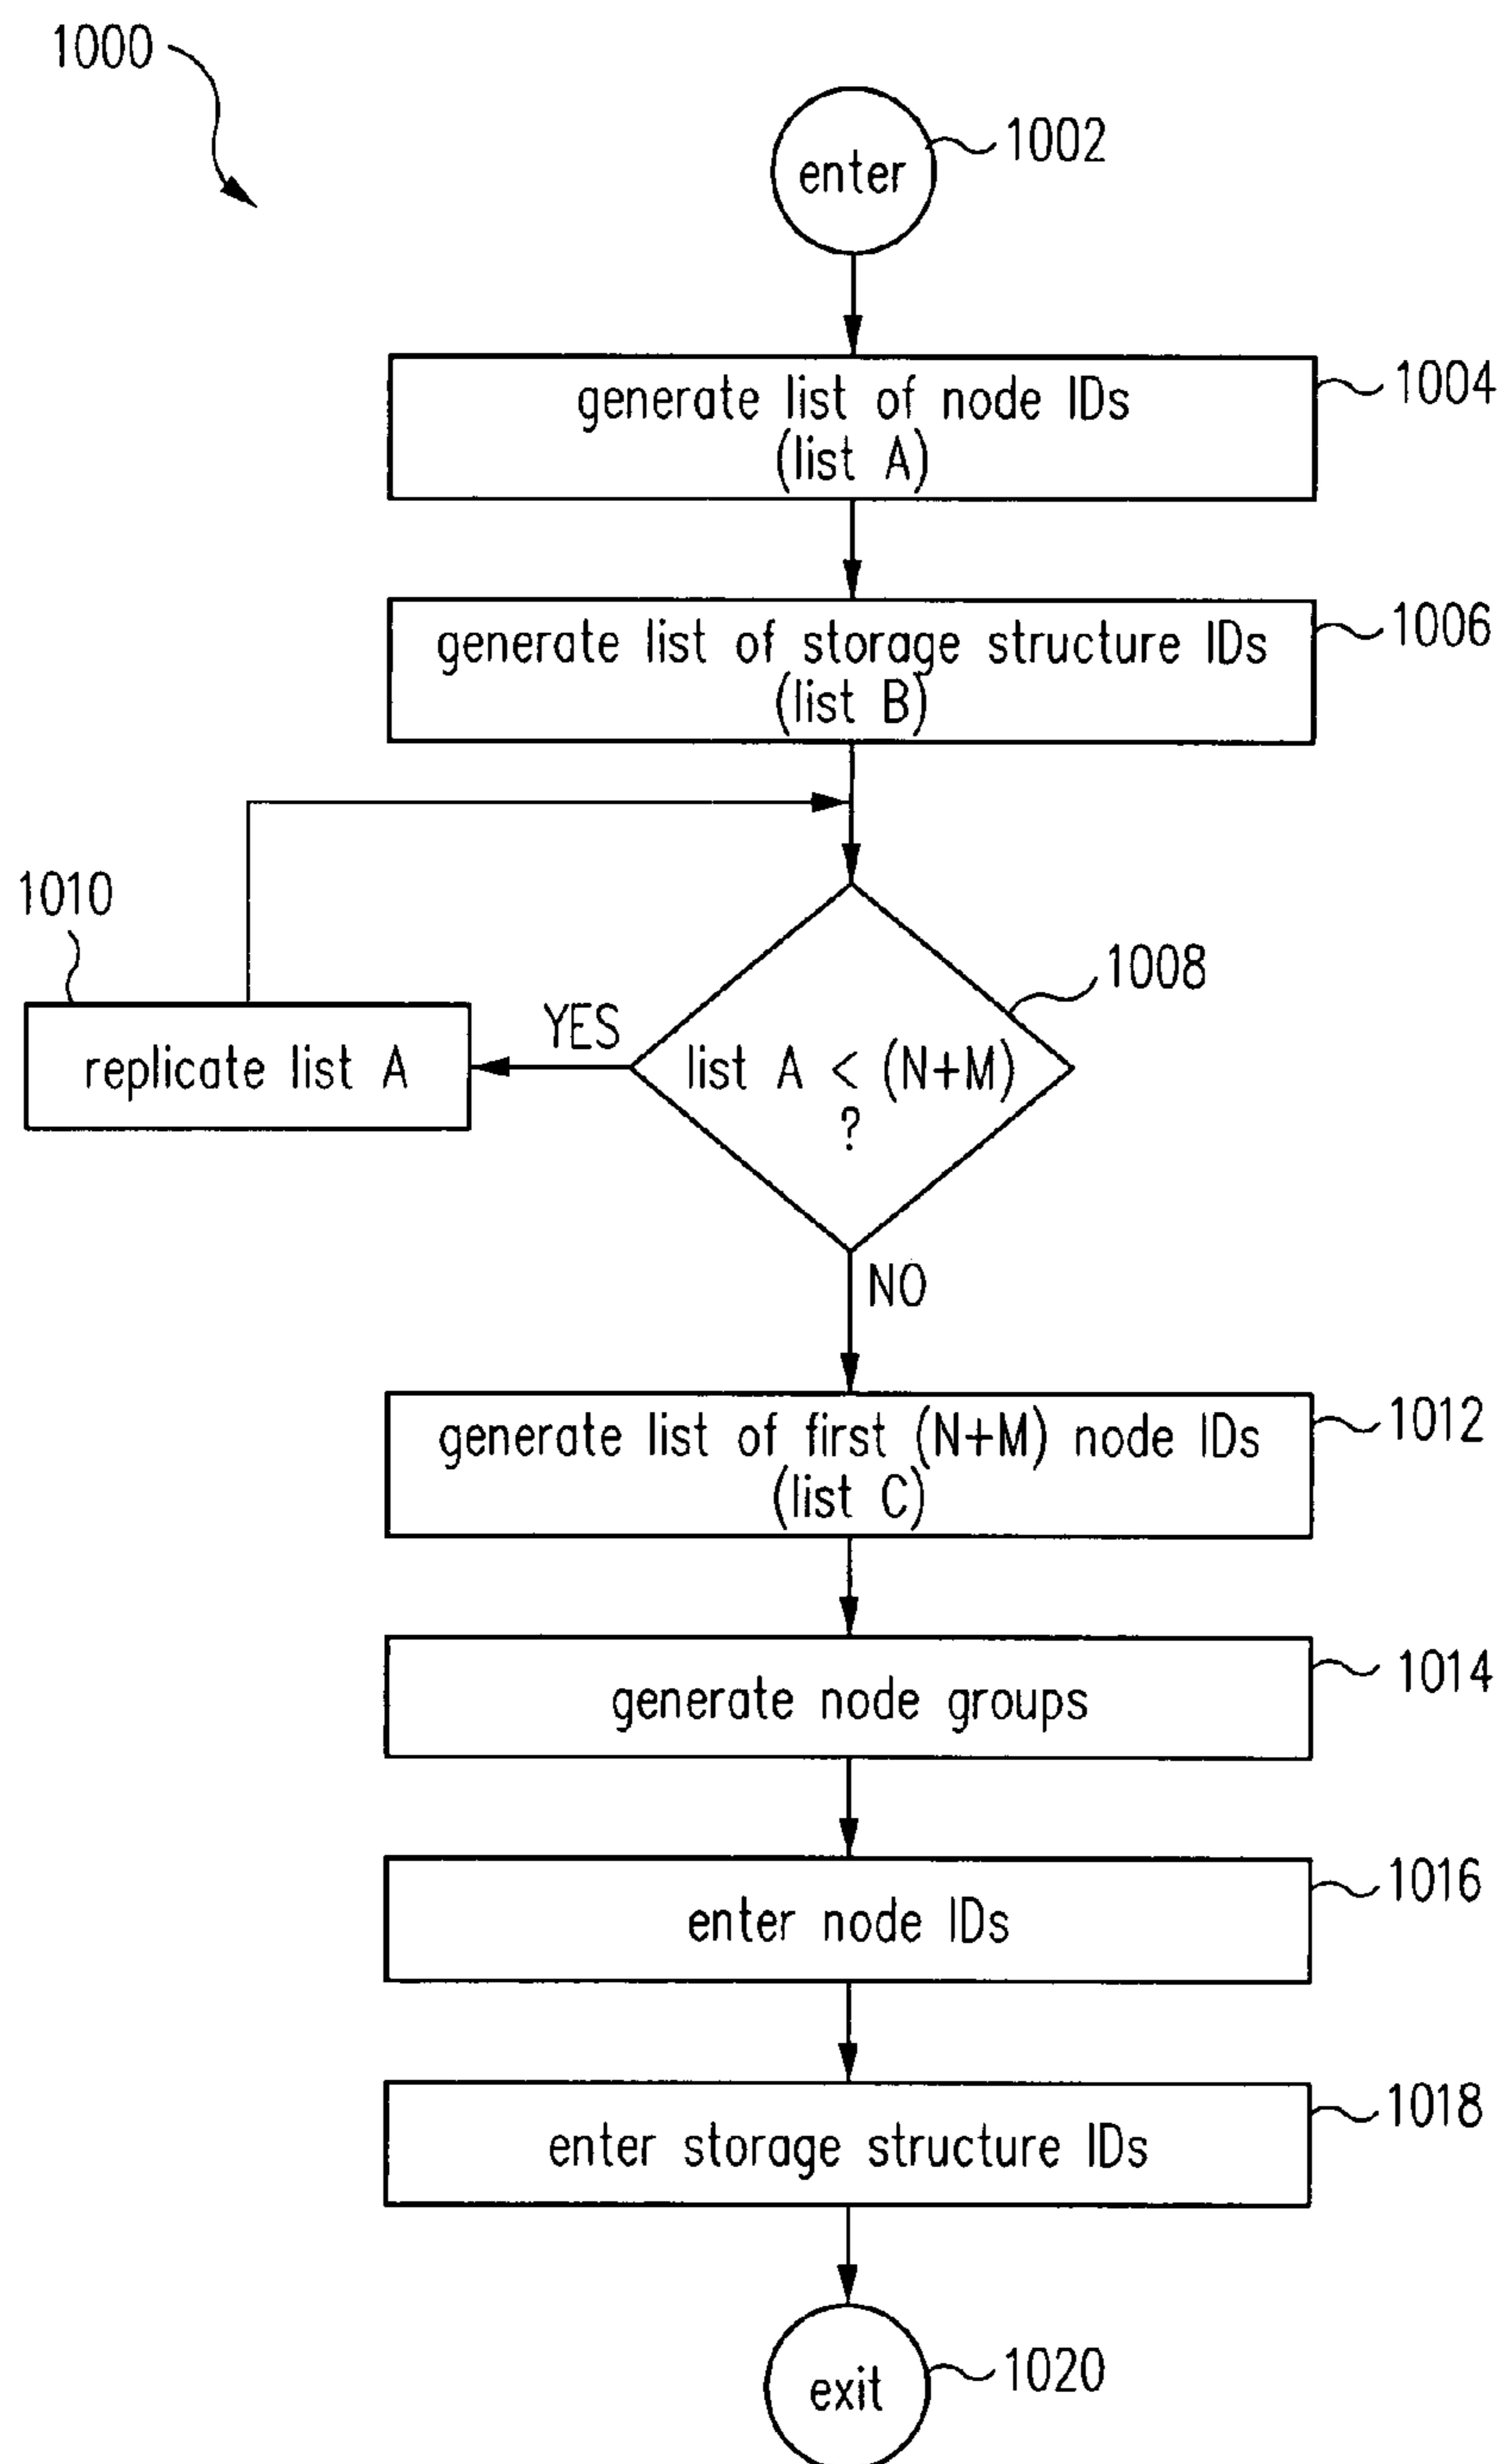 1000
enter
1002
generate list of node IDs
(list A)
1004
generate list of storage structure IDs
(list B)
1006
1010
replicate list A
YES
list A < (N+M)
?
1008
NO
generate list of first (N+M) node IDs
(list C)
1012
generate node groups
1014
enter node IDs
1016
enter storage structure IDs
1018
exit
1020